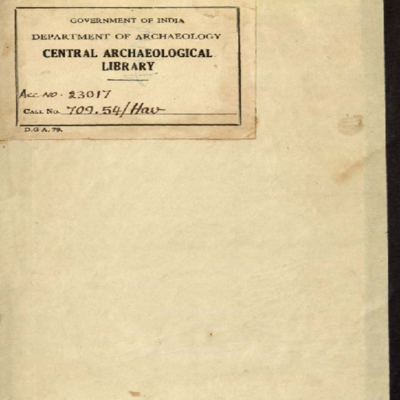 GOVERNMENT OF INDIA
DEPARTMENT OF ARCHAEOLOGY
CENTRAL ARCHAEOLOGICAL
LIBRARY
ACC. NO. 23017
CALL No. 709.54/Hav
D.G A. 79.